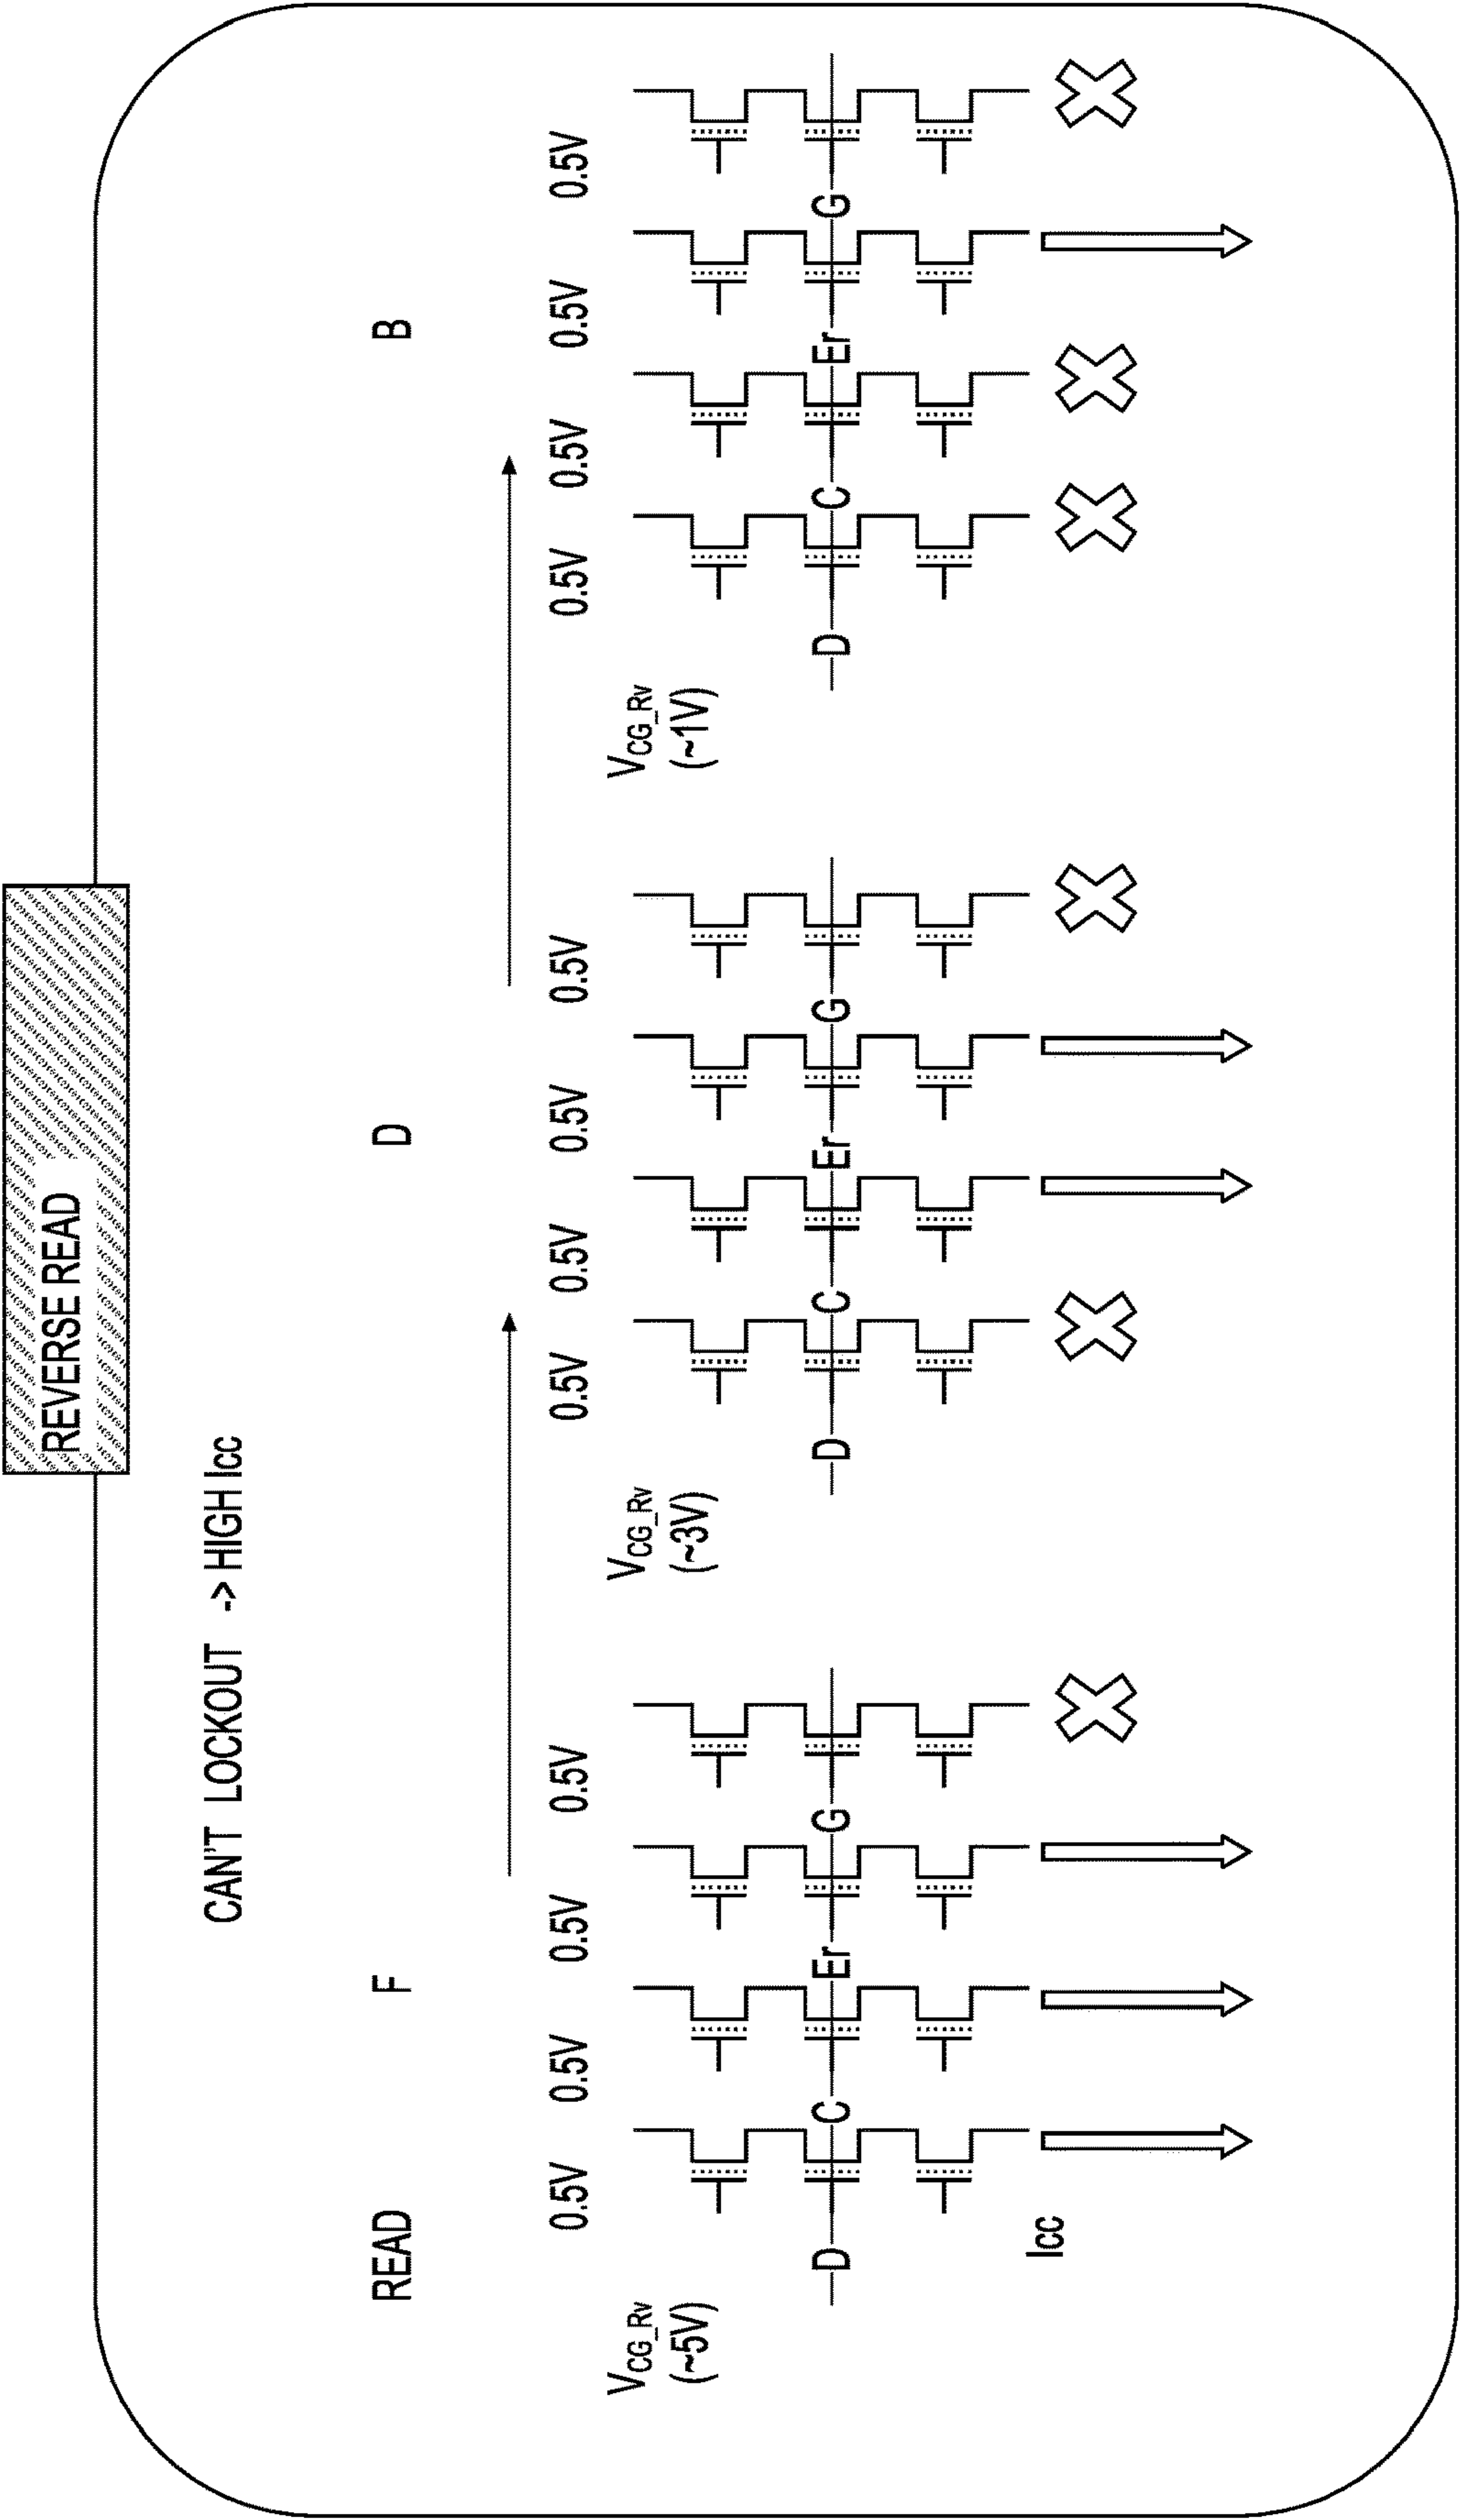 REVERSE READ
CAN'T LOCKOUT -> HIGH Icc
READ F D B
0.5V 0.5V 0.5V 0.5V 0.5V 0.5V 0.5V 0.5V 0.5V 0.5V 0.5V 0.5V
VCG_RV VCG_RV VCG_RV
(~5V) (~3V) (~1V)
D C Er G D C Er G D C Er G
Icc